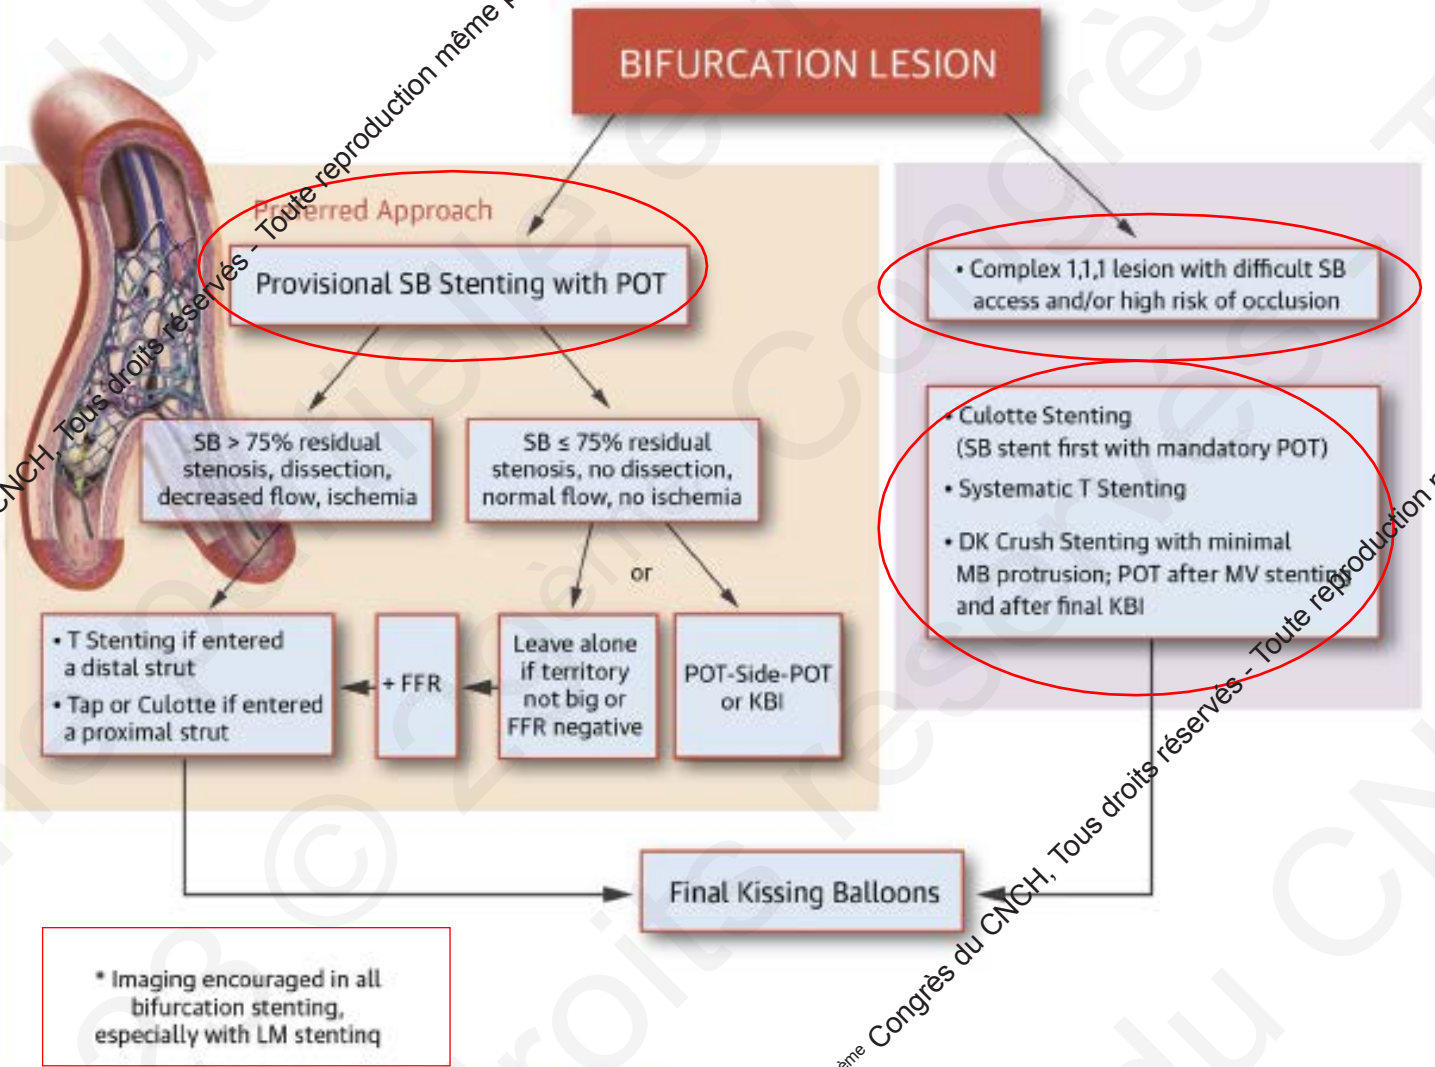 BIFURCATION LESION
Preferred Approach
Provisional SB Stenting with POT
SB > 75% residual
stenosis, dissection,
decreased flow, ischemia
SB ≤ 75% residual
stenosis, no dissection,
normal flow, no ischemia
or
• T Stenting if entered
a distal strut
• Tap or Culotte if entered
a proximal strut
+ FFR
Leave alone
if territory
not big or
FFR negative
POT-Side-POT
or KBI
• Complex 1,1,1 lesion with difficult SB
access and/or high risk of occlusion
• Culotte Stenting
(SB stent first with mandatory POT)
• Systematic T Stenting
• DK Crush Stenting with minimal
MB protrusion; POT after MV stenting
and after final KBI
Final Kissing Balloons
* Imaging encouraged in all
bifurcation stenting,
especially with LM stenting
CNCH, Tous droits réservés - Toute reproduction même
ème Congrès du CNCH, Tous droits réservés - Toute reproduction